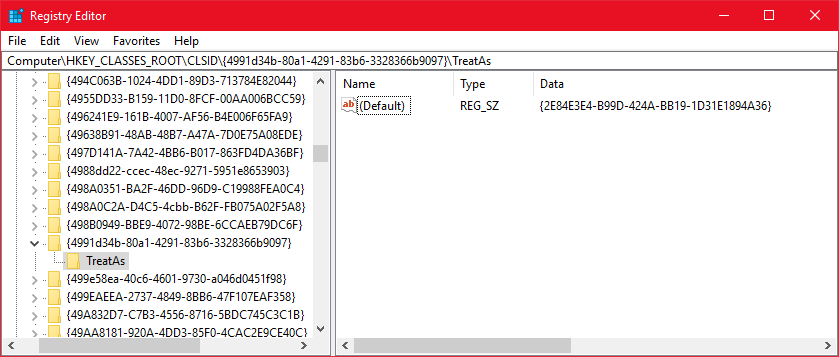 Registry Editor
File Edit View Favorites Help
Computer\HKEY_CLASSES_ROOT\CLSID\{4991d34b-80a1-4291-83b6-3328366b9097}\TreatAs
{494C063B-1024-4DD1-89D3-713784E82044}
{4955DD33-B159-11D0-8FCF-00AA006BCC59}
{496241E9-161B-4007-AF56-B4E006F65FA9}
{49638B91-48AB-48B7-A47A-7D0E75A08EDE}
{497D141A-7A42-4BB6-B017-863FD4DA36BF}
{4988dd22-ccec-48ec-9271-5951e8653903}
{498A0351-BA2F-46DD-96D9-C19988FEA0C4}
{498A0C2A-D4C5-4cbb-B62F-FB075A02F5A8}
{498B0949-BBE9-4072-98BE-6CCAEB79DC6F}
{4991d34b-80a1-4291-83b6-3328366b9097}
TreatAs
{499e58ea-40c6-4601-9730-a046d0451f98}
{499EAEEA-2737-4849-8BB6-47F107EAF358}
{49A832D7-C7B3-4556-8716-5BDC745C3C1B}
{49AA8181-920A-4DD3-85F0-4CAC2E9CE40C}
Name Type Data
ab (Default) REG_SZ {2E84E3E4-B99D-424A-BB19-1D31E1894A36}